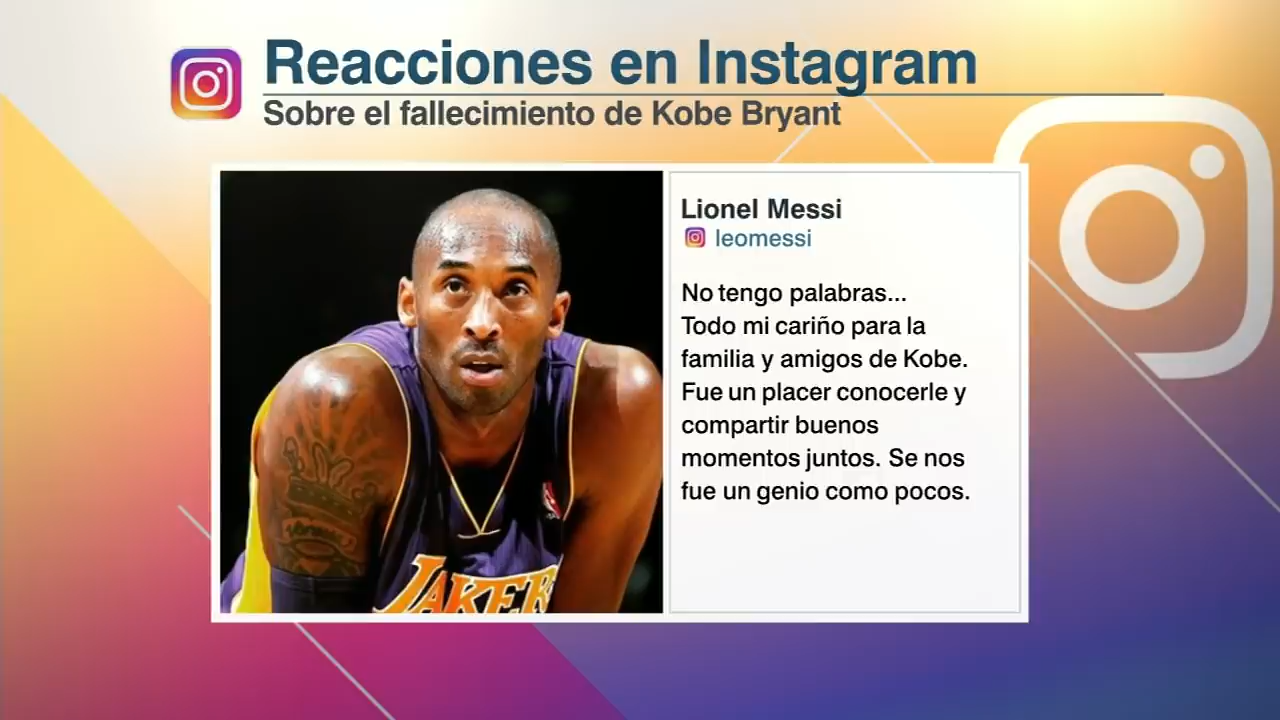 Reacciones en Instagram
Sobre el fallecimiento de Kobe Bryant
Lionel Messi
leomessi
No tengo palabras...
Todo mi cariño para la
familia y amigos de Kobe.
Fue un placer conocerle y
compartir buenos
momentos juntos. Se nos
fue un genio como pocos.
LAKER